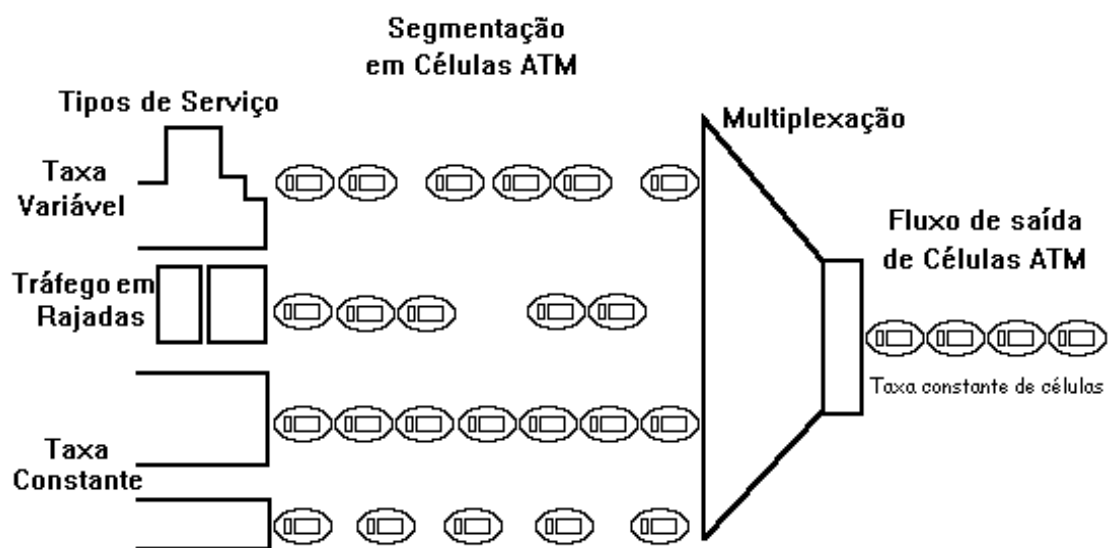 Segmentação
em Células ATM
Tipos de Serviço
Multiplexação
Taxa
Variável
Fluxo de saída
de Células ATM
Tráfego em
Rajadas
Taxa constante de células
Taxa
Constante